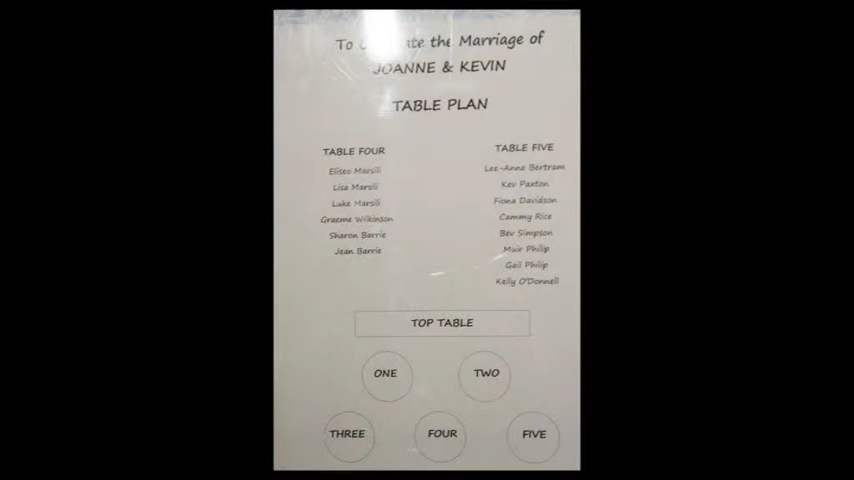 To the Marriage of
JOANNE & KEVIN
TABLE PLAN
TABLE FOUR
Eliseo Marsili
Lisa Marsili
Luke Marsili
Graeme Wilkinson
Sharon Barrie
Jean Barrie
TABLE FIVE
Lee-Anne Bertram
Kev Paxton
Fiona Davidson
Cammy Rice
Bev Simpson
Muir Philip
Gail Philip
Kelly O'Donnell
TOP TABLE
ONE
TWO
THREE
FOUR
FIVE